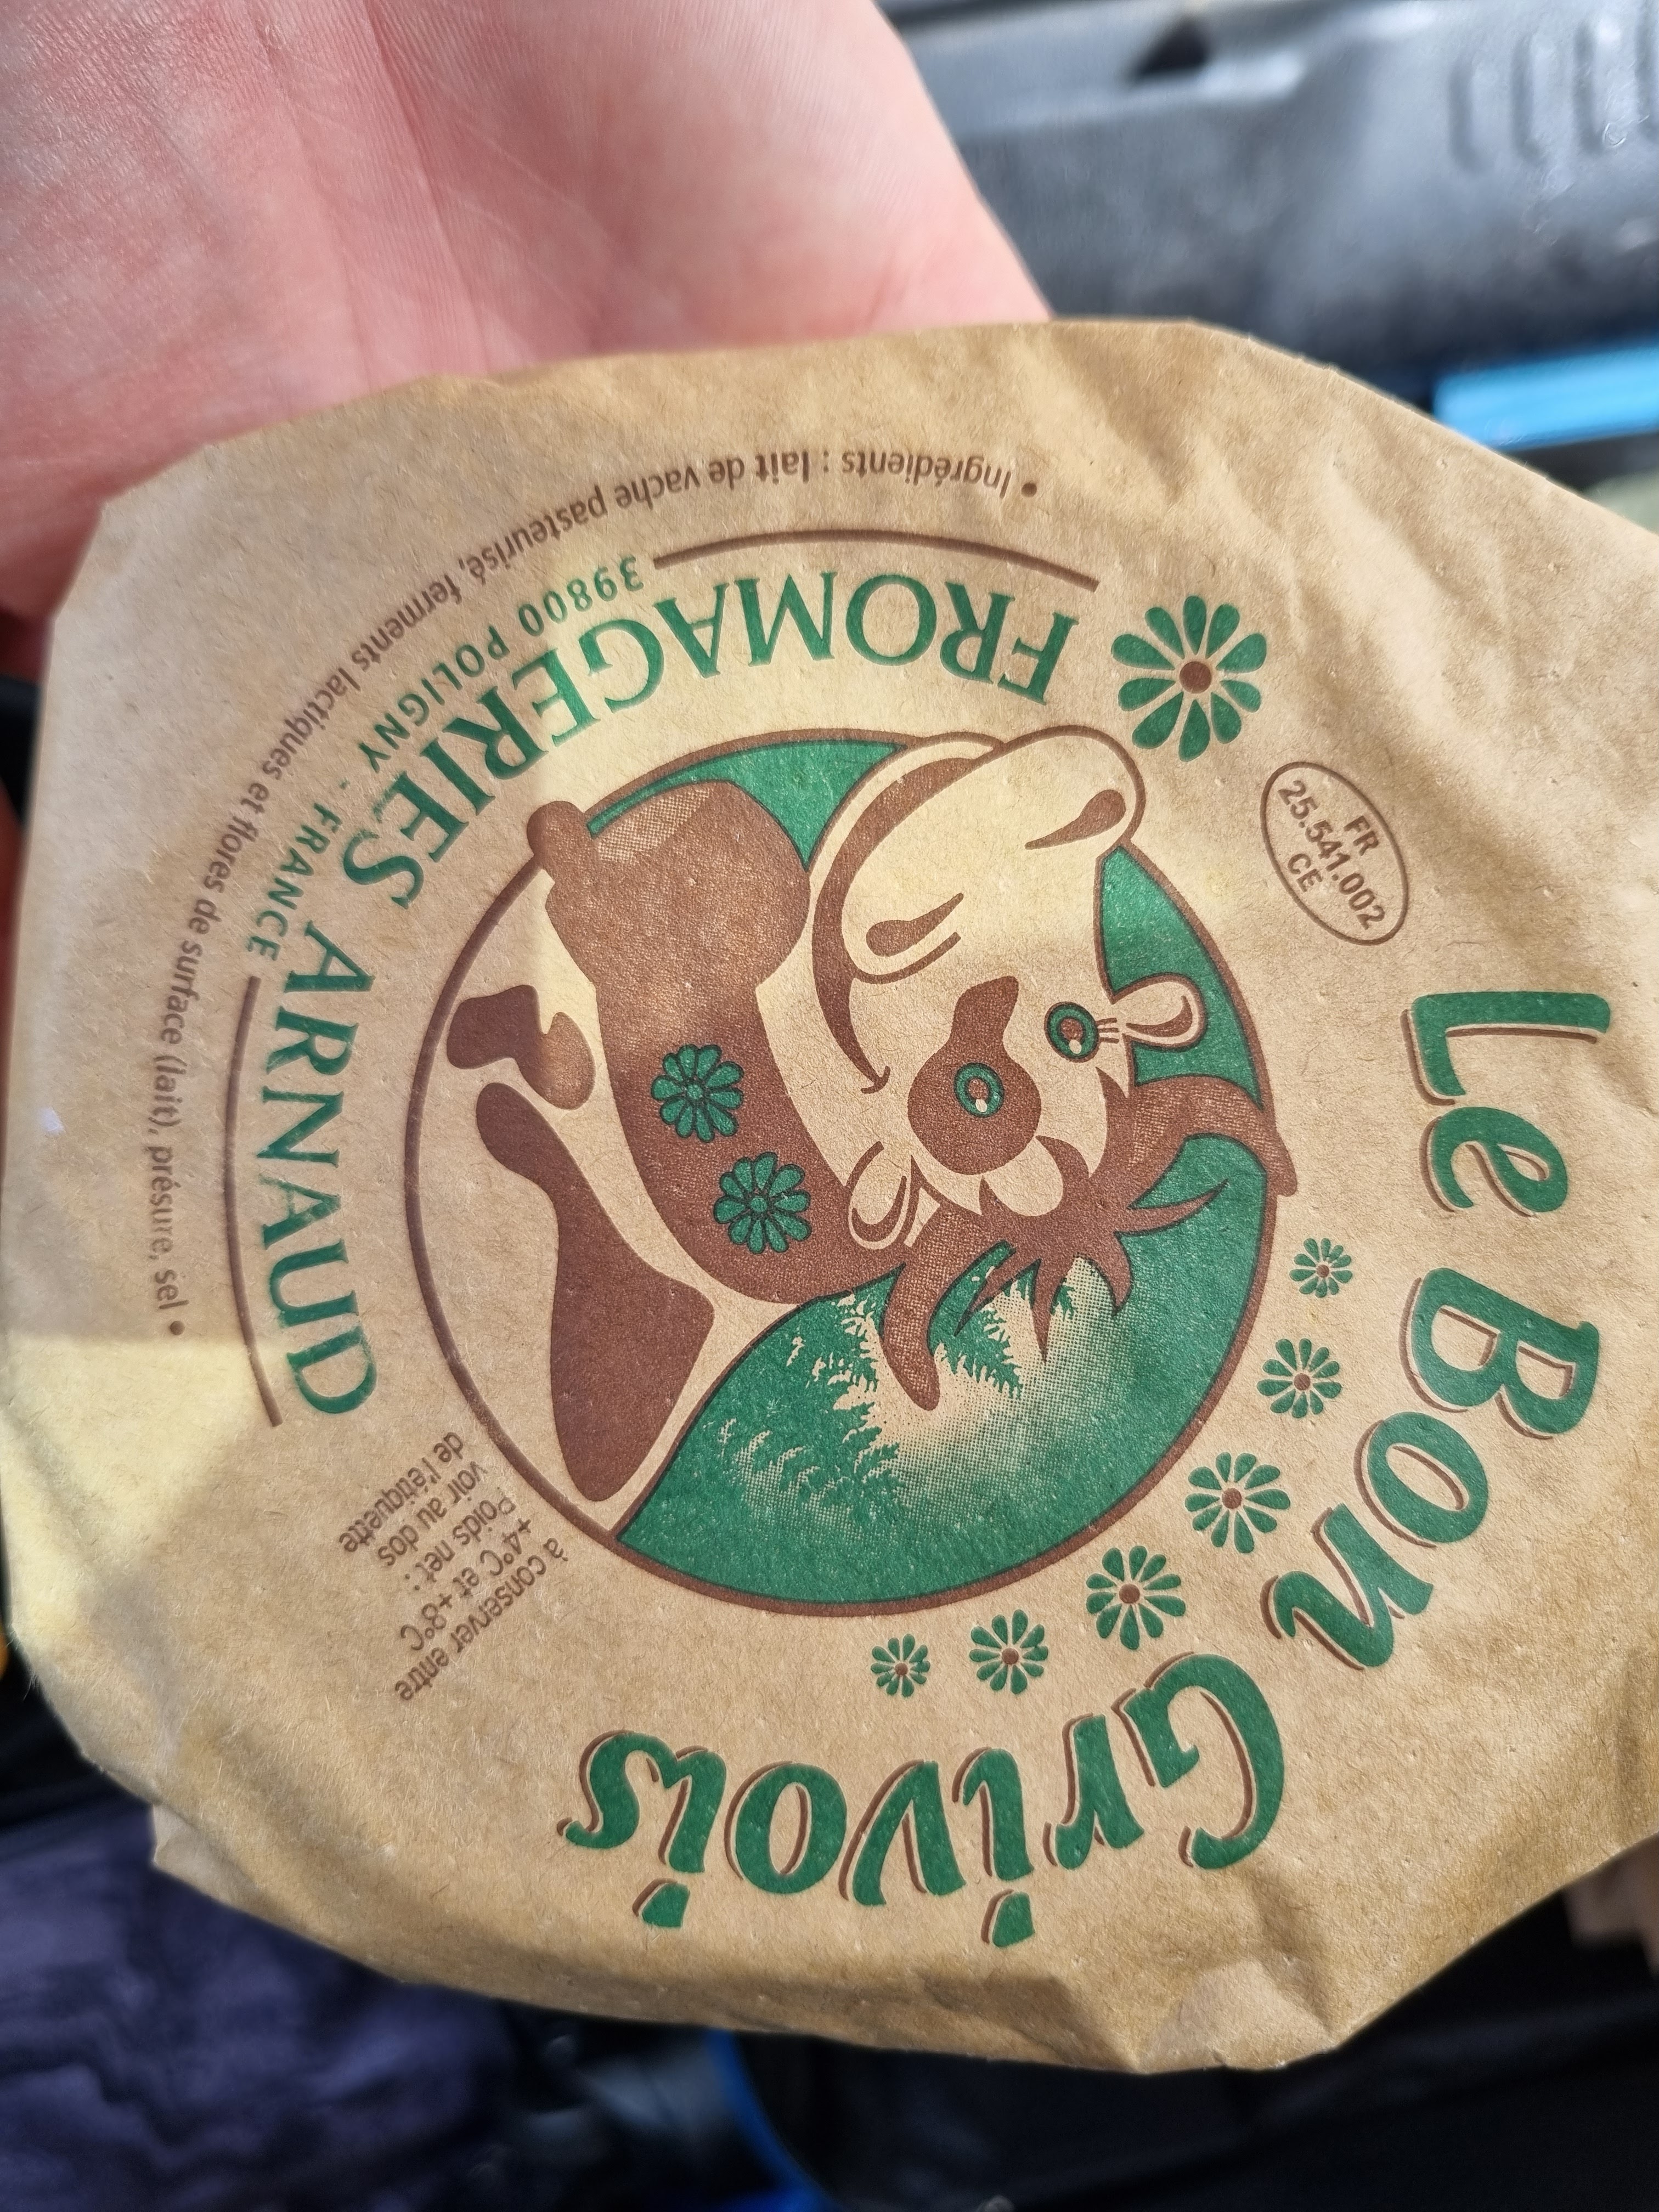 Le Bon Grivois
FR
25.541.002
CE
FROMAGERIES ARNAUD
39800 POLIGNY - FRANCE
• Ingrédients : lait de vache pasteurisé, ferments lactiques et flores de surface (lait), présure, sel •
à conserver entre
+4°C et +8°C
Poids net :
voir au dos
de l'étiquette